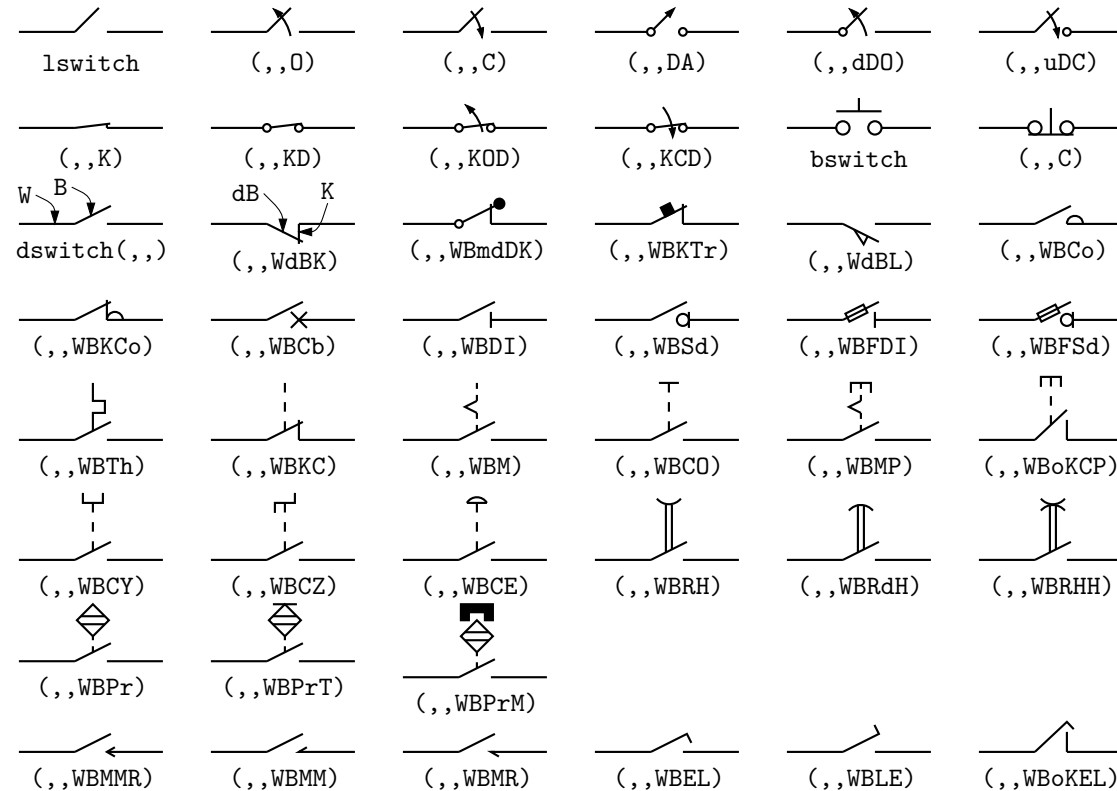 lswitch (,,O) (,,C) (,,DA) (,,dDO) (,,uDC)
(,,K) (,,KD) (,,KOD) (,,KCD) bswitch (,,C)
W B dB K
dswitch(,,) (,,WdBK) (,,WBmdDK) (,,WBKTr) (,,WdBL) (,,WBCo)
(,,WBKCo) (,,WBCb) (,,WBDI) (,,WBSd) (,,WBFDI) (,,WBFSd)
(,,WBTh) (,,WBKC) (,,WBM) (,,WBCO) (,,WBMP) (,,WBoKCP)
(,,WBCY) (,,WBCZ) (,,WBCE) (,,WBRH) (,,WBRdH) (,,WBRHH)
(,,WBPr) (,,WBPrT) (,,WBPrM)
(,,WBMMR) (,,WBMM) (,,WBMR) (,,WBEL) (,,WBLE) (,,WBoKEL)